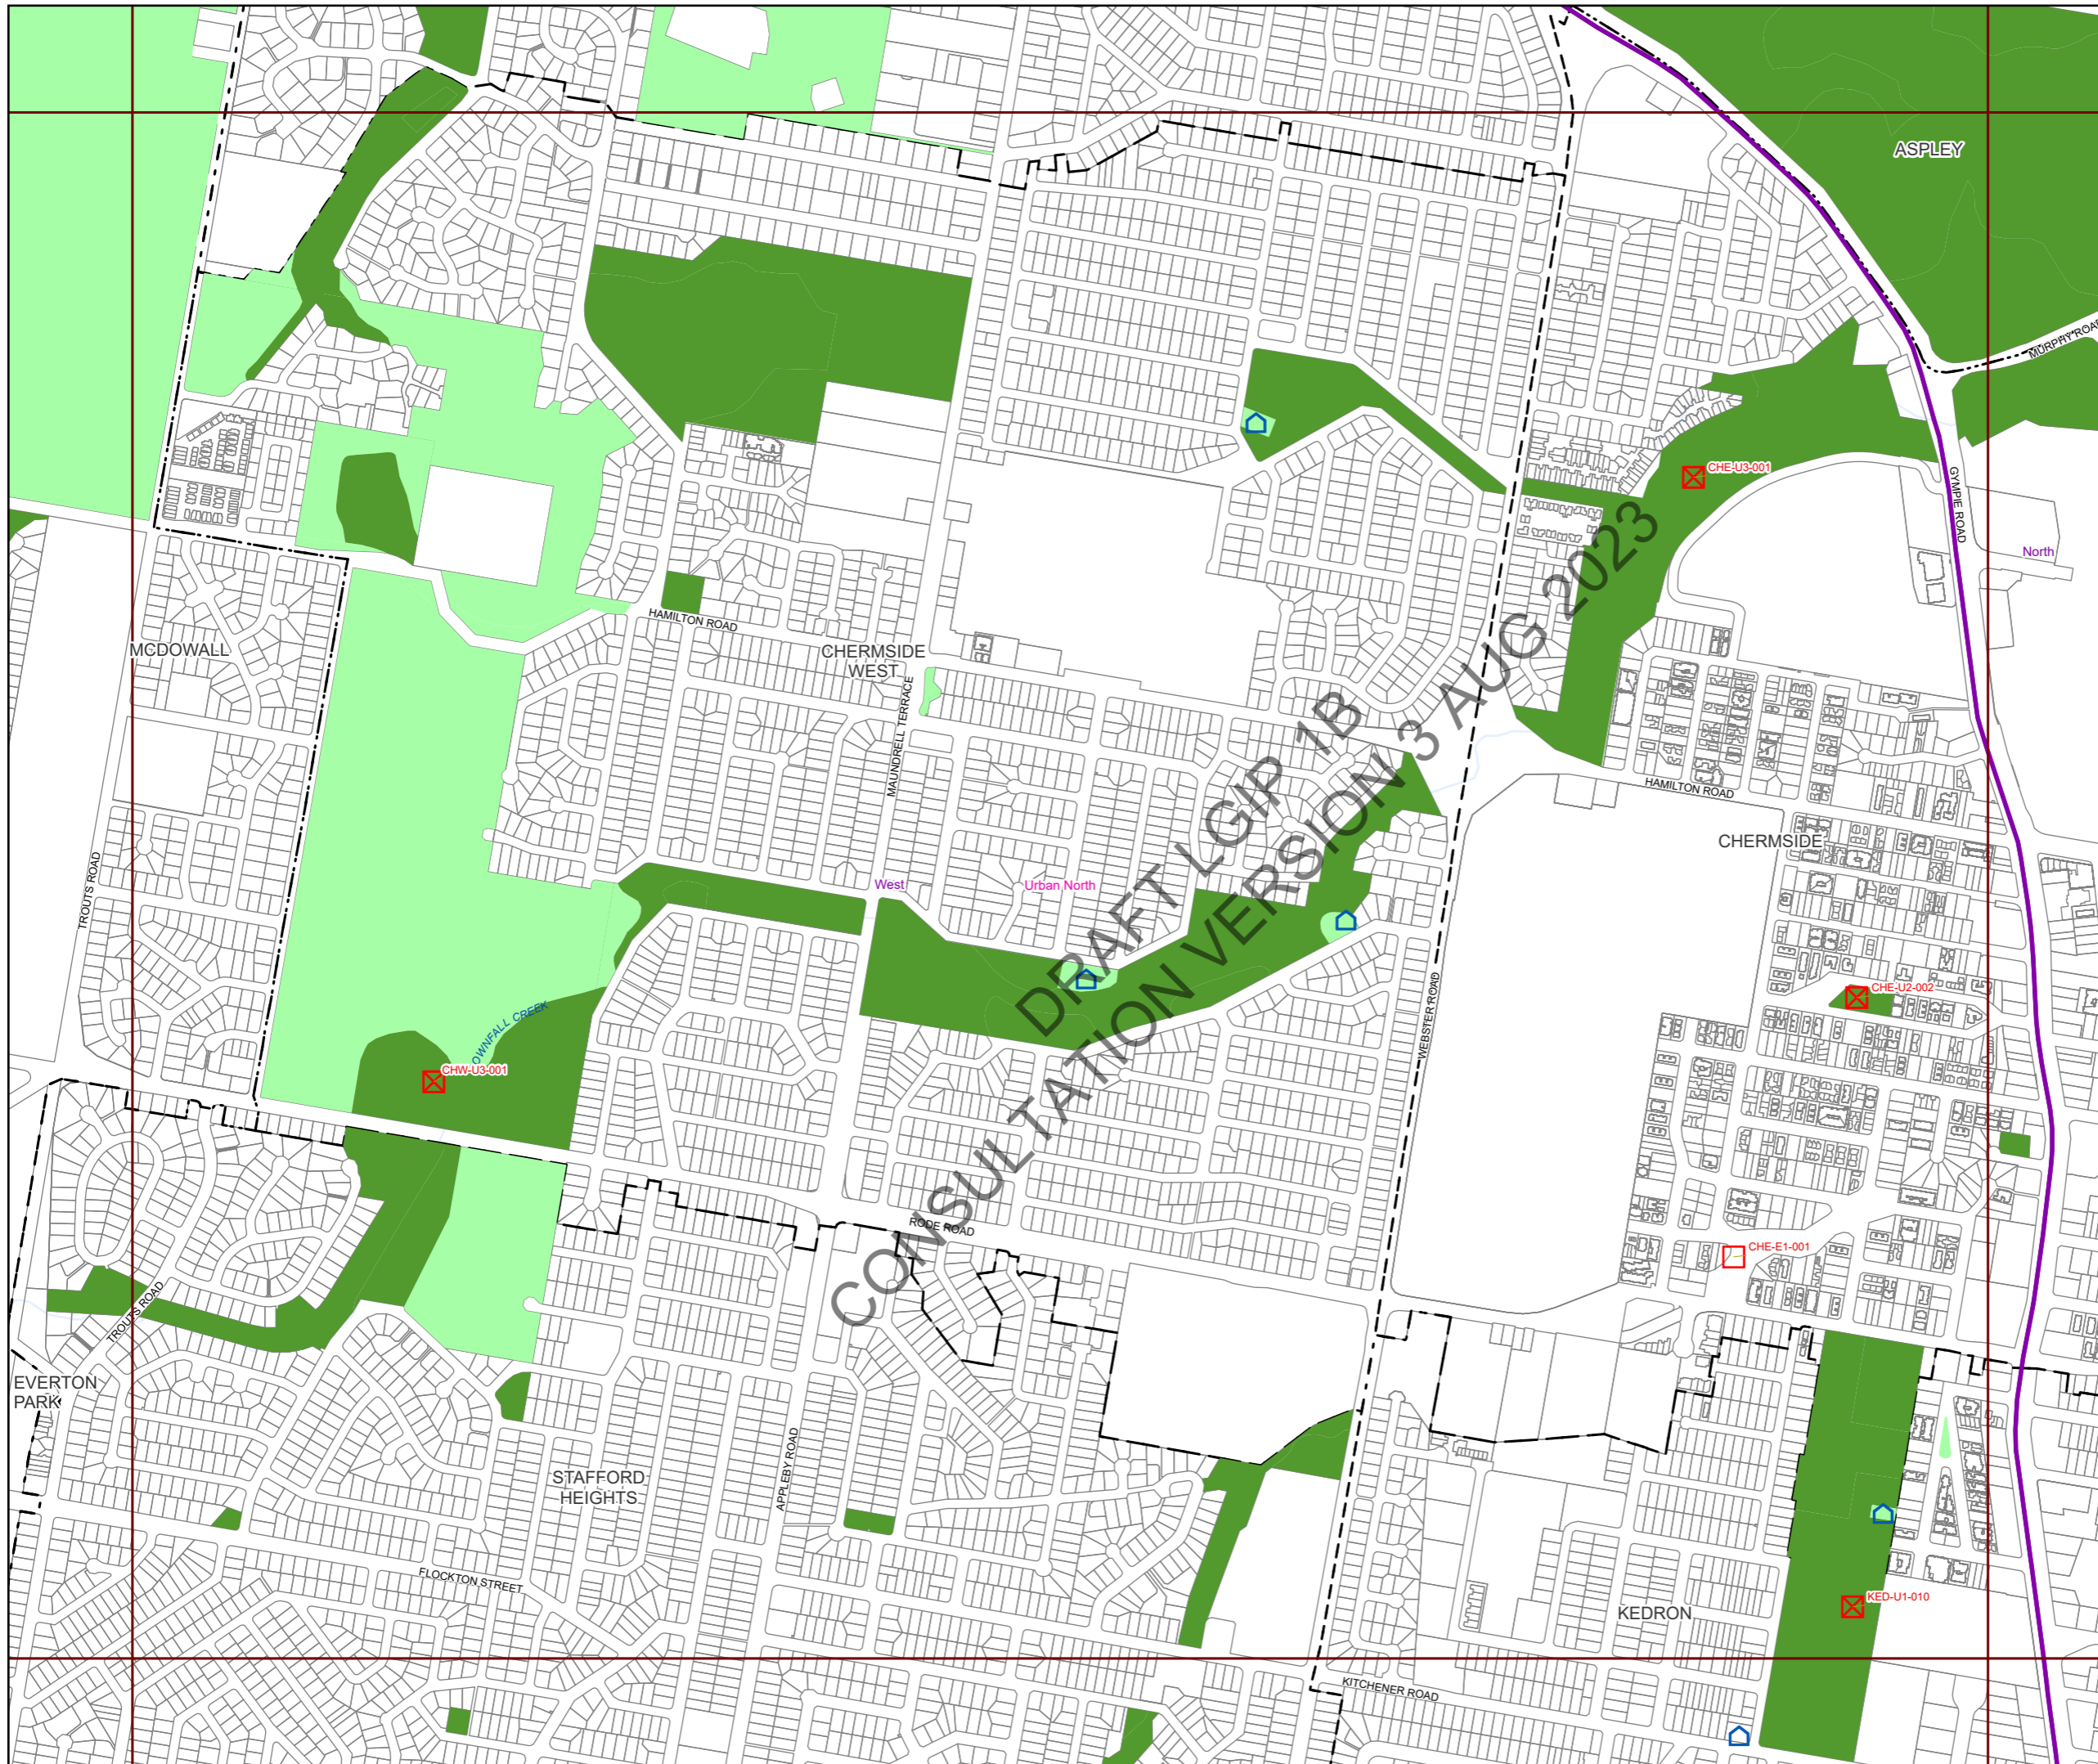 ASPLEY
MURPHY ROAD
CHE-U3-001
GYMPIE ROAD
North
HAMILTON ROAD
MCDOWALL
CHERMSIDE
WEST
MAUNDRELL TERRACE
HAMILTON ROAD
CHERMSIDE
TROUTS ROAD
West
Urban North
DRAFT LGIP 1B
CONSULTATION VERSION 3 AUG 2023
CHE-U2-002
WEBSTER ROAD
OWNFALL CREEK
CHW-U3-001
RODE ROAD
CHE-E1-001
TROUTS ROAD
EVERTON
PARK
STAFFORD
HEIGHTS
APPLEBY ROAD
FLOCKTON STREET
KEDRON
KED-U1-010
KITCHENER ROAD